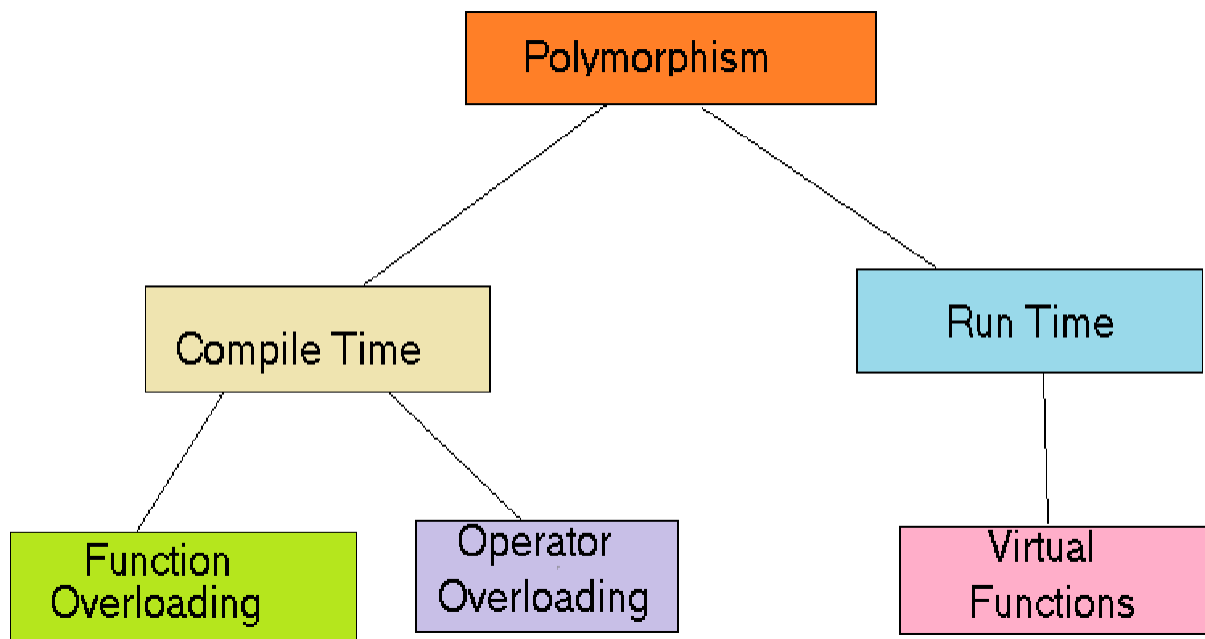 Polymorphism
Compile Time
Run Time
Function
Overloading
Operator
Overloading
Virtual
Functions